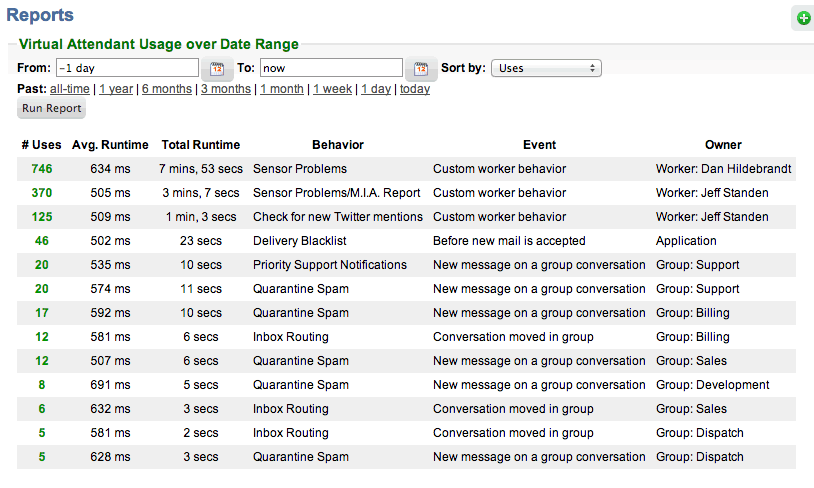 Reports
Virtual Attendant Usage over Date Range
From: -1 day 12 To: now 12 Sort by: Uses
Past: all-time | 1 year | 6 months | 3 months | 1 month | 1 week | 1 day | today
Run Report
# Uses Avg. Runtime Total Runtime Behavior Event Owner
746 634 ms 7 mins, 53 secs Sensor Problems Custom worker behavior Worker: Dan Hildebrandt
370 505 ms 3 mins, 7 secs Sensor Problems/M.I.A. Report Custom worker behavior Worker: Jeff Standen
125 509 ms 1 min, 3 secs Check for new Twitter mentions Custom worker behavior Worker: Jeff Standen
46 502 ms 23 secs Delivery Blacklist Before new mail is accepted Application
20 535 ms 10 secs Priority Support Notifications New message on a group conversation Group: Support
20 574 ms 11 secs Quarantine Spam New message on a group conversation Group: Support
17 592 ms 10 secs Quarantine Spam New message on a group conversation Group: Billing
12 581 ms 6 secs Inbox Routing Conversation moved in group Group: Billing
12 507 ms 6 secs Quarantine Spam New message on a group conversation Group: Sales
8 691 ms 5 secs Quarantine Spam New message on a group conversation Group: Development
6 632 ms 3 secs Inbox Routing Conversation moved in group Group: Sales
5 581 ms 2 secs Inbox Routing Conversation moved in group Group: Dispatch
5 628 ms 3 secs Quarantine Spam New message on a group conversation Group: Dispatch